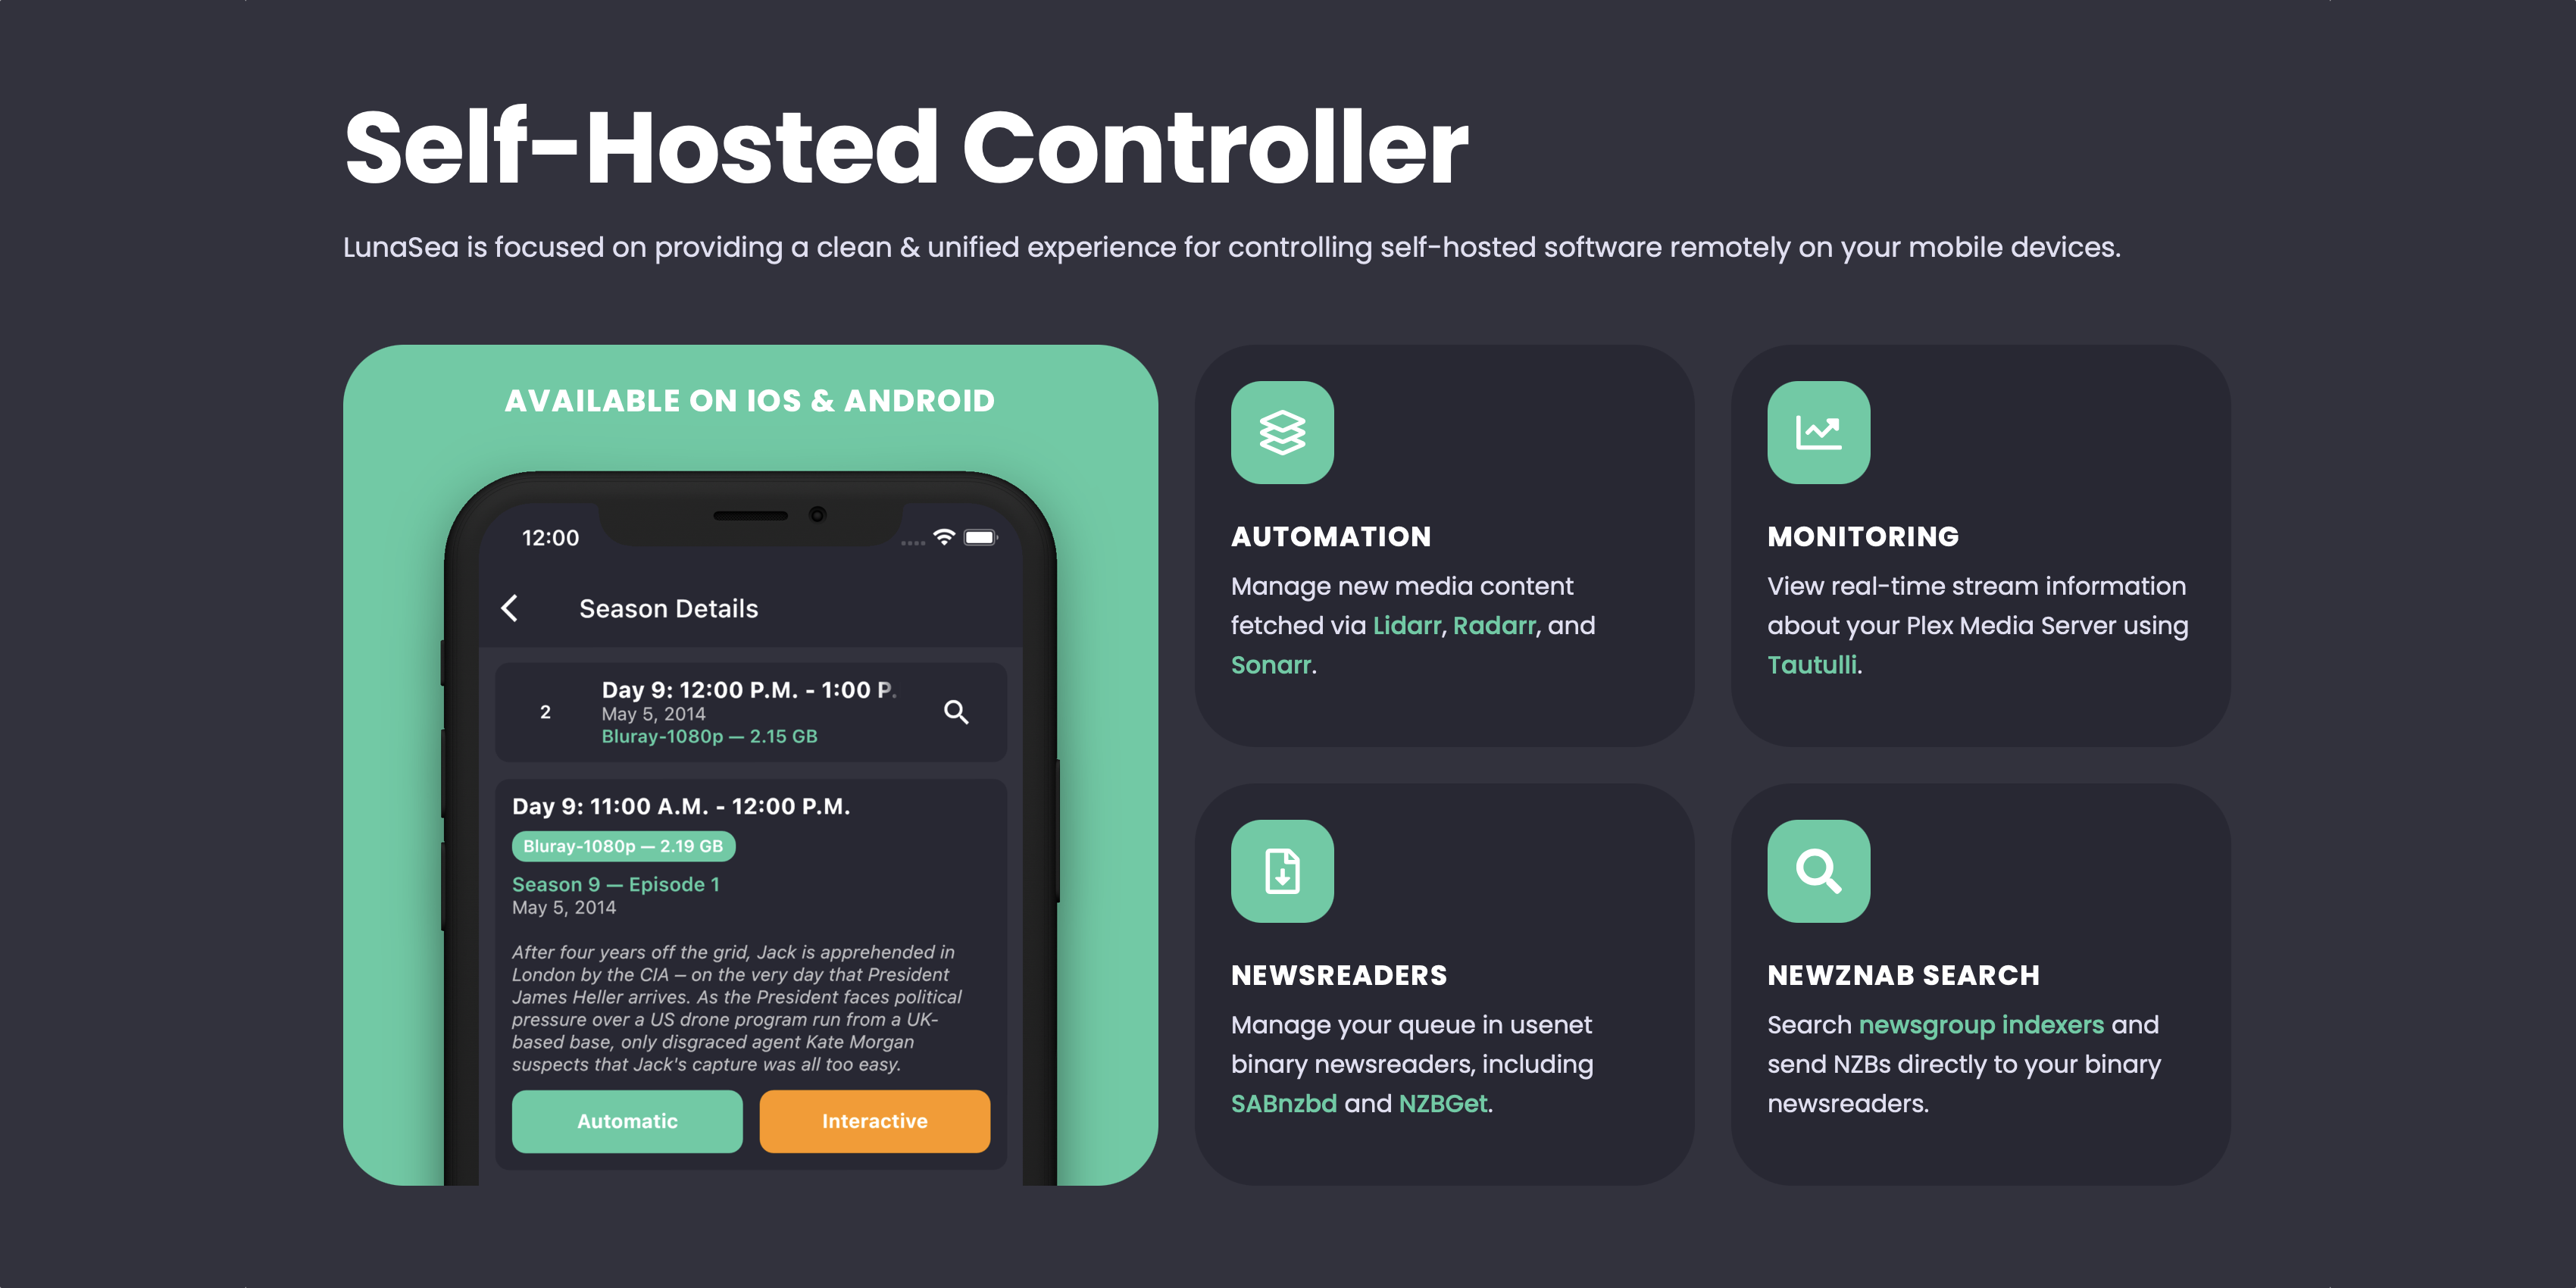 Self-Hosted Controller
LunaSea is focused on providing a clean & unified experience for controlling self-hosted software remotely on your mobile devices.
AVAILABLE ON IOS & ANDROID
12:00
Season Details
2
Day 9: 12:00 P.M. - 1:00 P.
May 5, 2014
Bluray-1080p — 2.15 GB
Day 9: 11:00 A.M. - 12:00 P.M.
Bluray-1080p — 2.19 GB
Season 9 — Episode 1
May 5, 2014
After four years off the grid, Jack is apprehended in
London by the CIA – on the very day that President
James Heller arrives. As the President faces political
pressure over a US drone program run from a UK-
based base, only disgraced agent Kate Morgan
suspects that Jack's capture was all too easy.
Automatic
Interactive
AUTOMATION
Manage new media content
fetched via Lidarr, Radarr, and
Sonarr.
MONITORING
View real-time stream information
about your Plex Media Server using
Tautulli.
NEWSREADERS
Manage your queue in usenet
binary newsreaders, including
SABnzbd and NZBGet.
NEWZNAB SEARCH
Search newsgroup indexers and
send NZBs directly to your binary
newsreaders.